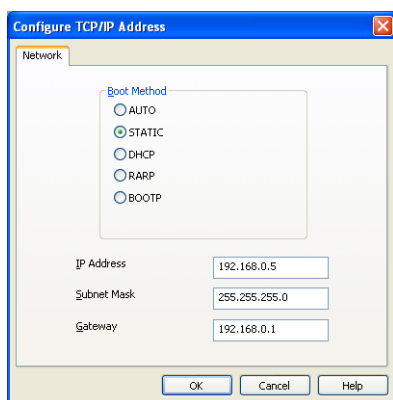 Configure TCP/IP Address
Network
Boot Method
AUTO
STATIC
DHCP
RARP
BOOTP
IP Address 192.168.0.5
Subnet Mask 255.255.255.0
Gateway 192.168.0.1
OK Cancel Help